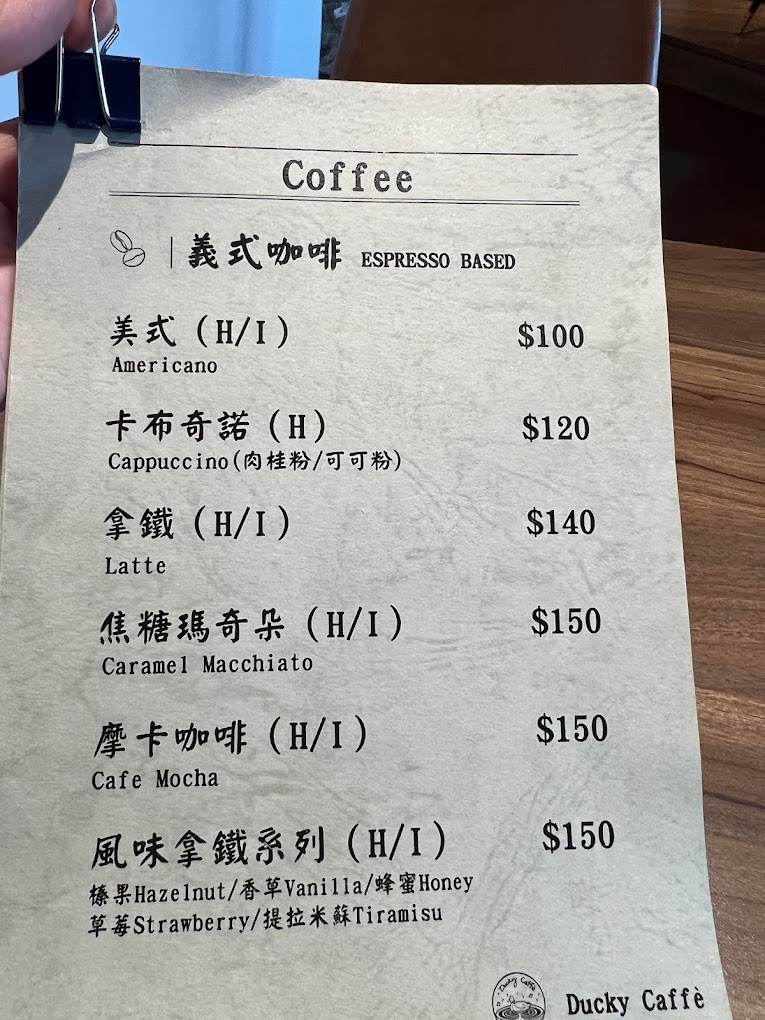 Coffee
義式咖啡 ESPRESSO BASED
美式 (H/I) $100
Americano
卡布奇諾 (H) $120
Cappuccino(肉桂粉/可可粉)
拿鐵 (H/I) $140
Latte
焦糖瑪奇朵 (H/I) $150
Caramel Macchiato
摩卡咖啡 (H/I) $150
Cafe Mocha
風味拿鐵系列 (H/I) $150
榛果Hazelnut/香草Vanilla/蜂蜜Honey
草莓Strawberry/提拉米蘇Tiramisu
Ducky Caffè
Ducky Caffè